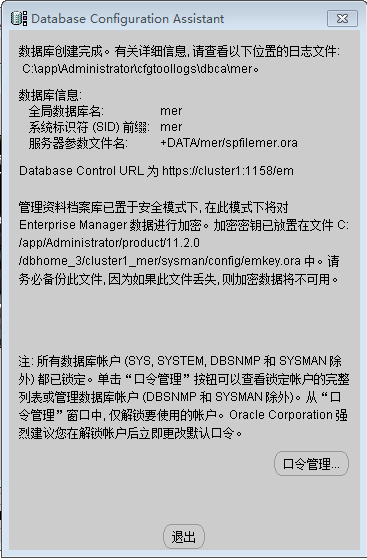 Database Configuration Assistant
数据库创建完成。有关详细信息, 请查看以下位置的日志文件:
C:\app\Administrator\cfgtoollogs\dbca\mer。
数据库信息:
全局数据库名: mer
系统标识符 (SID) 前缀: mer
服务器参数文件名: +DATA/mer/spfilemer.ora
Database Control URL 为 https://cluster1:1158/em
管理资料档案库已置于安全模式下, 在此模式下将对
Enterprise Manager 数据进行加密。加密密钥已放置在文件 C:
/app/Administrator/product/11.2.0
/dbhome_3/cluster1_mer/sysman/config/emkey.ora 中。请
务必备份此文件, 因为如果此文件丢失, 则加密数据将不可用。
注: 所有数据库帐户 (SYS, SYSTEM, DBSNMP 和 SYSMAN 除
外) 都已锁定。单击“口令管理”按钮可以查看锁定帐户的完整
列表或管理数据库帐户 (DBSNMP 和 SYSMAN 除外)。从“口
令管理”窗口中, 仅解锁要使用的帐户。Oracle Corporation 强
烈建议您在解锁帐户后立即更改默认口令。
口令管理...
退出